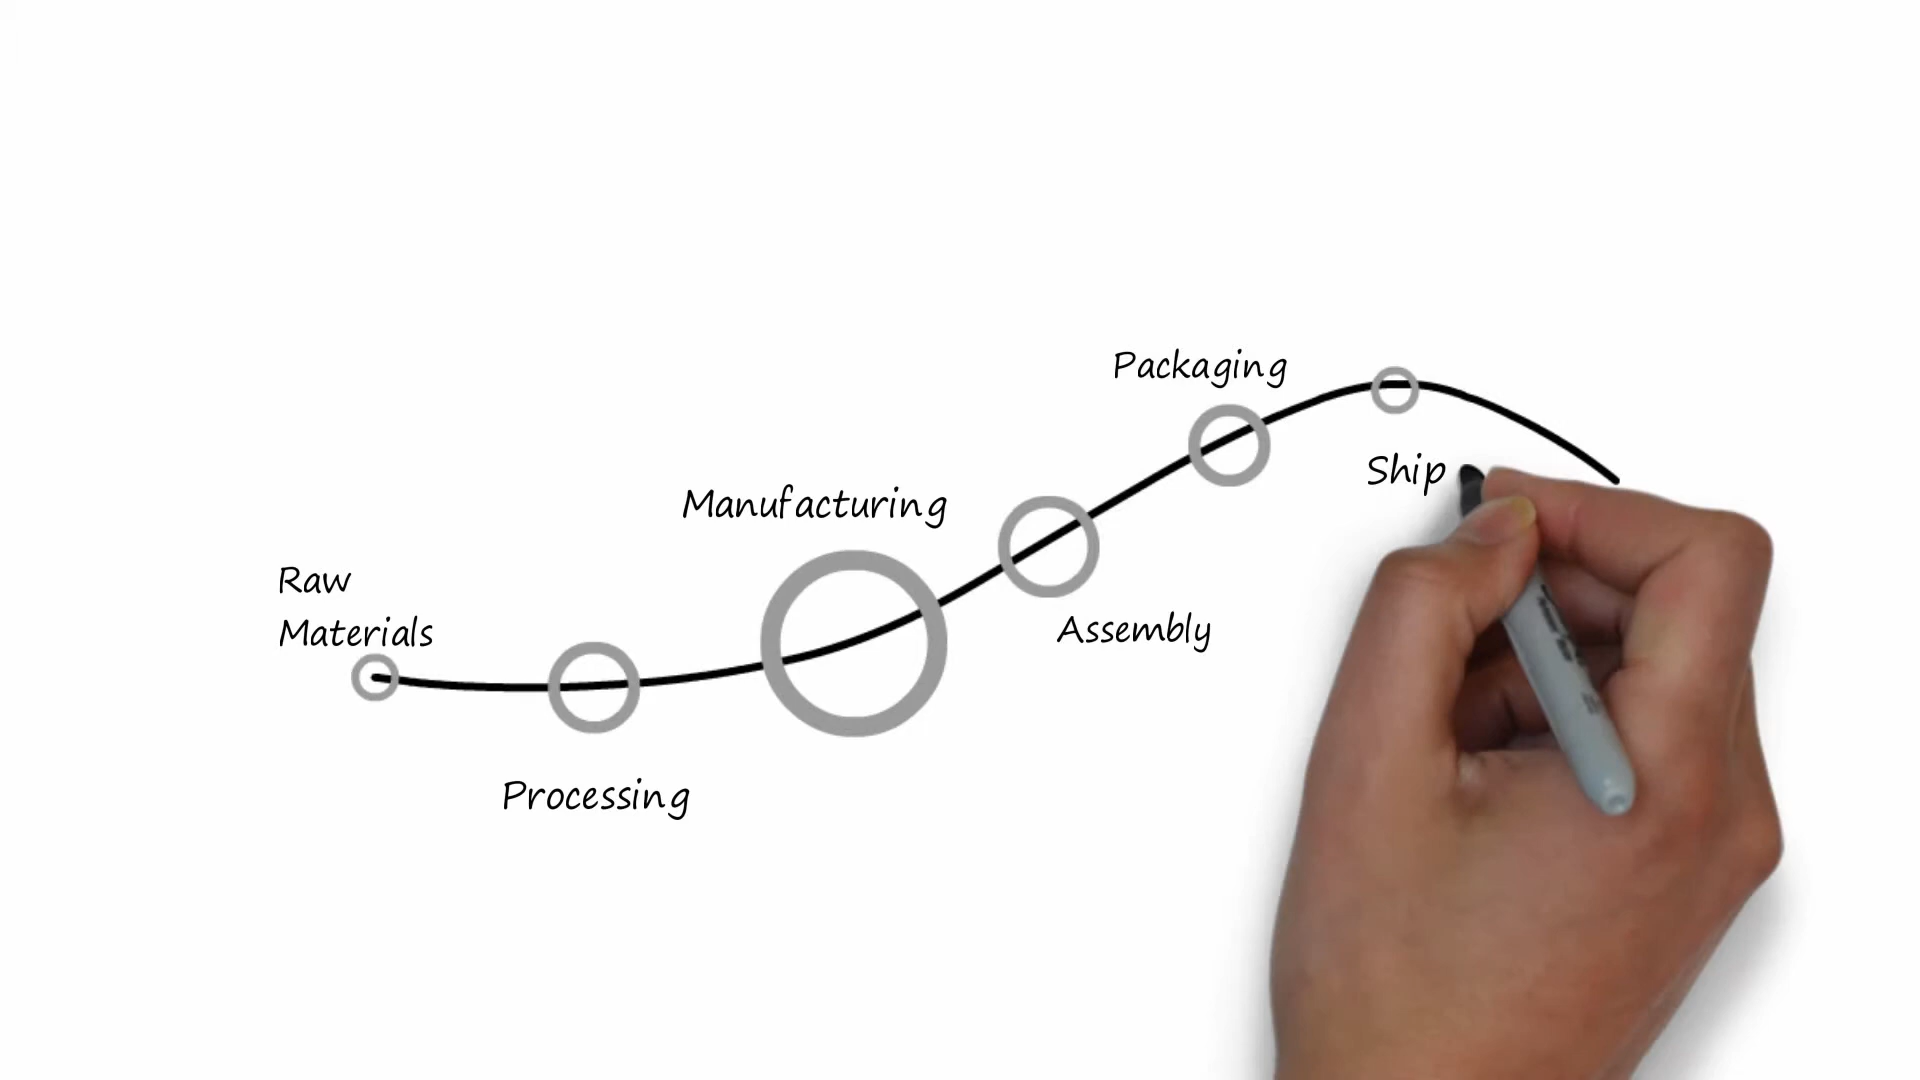 Raw
Materials
Processing
Manufacturing
Assembly
Packaging
Ship